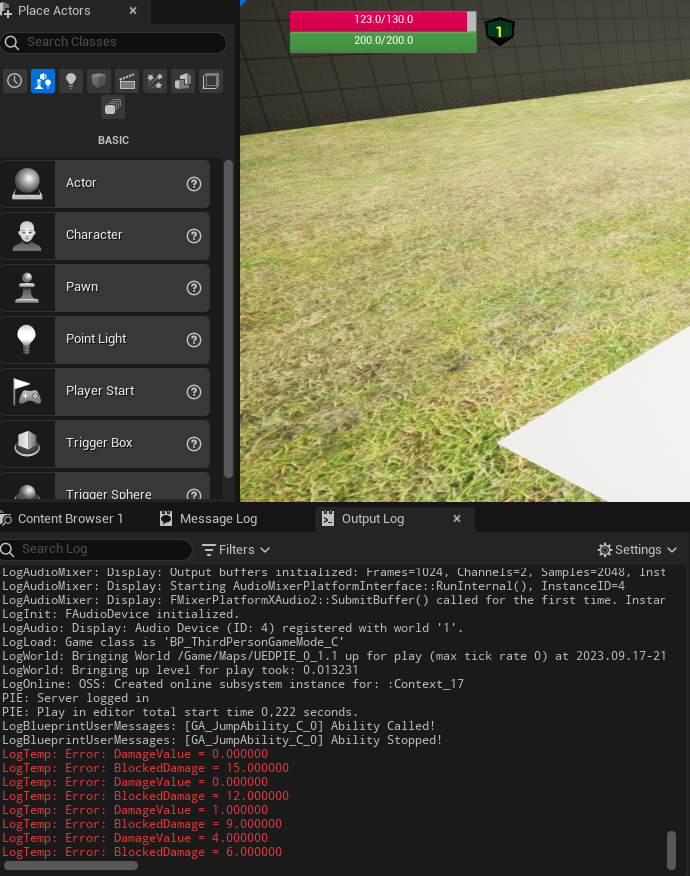 Place Actors
123.0/130.0
200.0/200.0
1
Search Classes
BASIC
Actor
Character
Pawn
Point Light
Player Start
Trigger Box
Trigger Sphere
Content Browser 1
Message Log
Output Log
Search Log
Filters
Settings
LogAudioMixer: Display: Output buffers initialized: Frames=1024, Channels=2, Samples=2048, Inst
LogAudioMixer: Display: Starting AudioMixerPlatformInterface::RunInternal(), InstanceID=4
LogAudioMixer: Display: FMixerPlatformXAudio2::SubmitBuffer() called for the first time. Instar
LogInit: FAudioDevice initialized.
LogAudio: Display: Audio Device (ID: 4) registered with world '1'.
LogLoad: Game class is 'BP_ThirdPersonGameMode_C'
LogWorld: Bringing World /Game/Maps/UEDPIE_0_1.1 up for play (max tick rate 0) at 2023.09.17-21
LogWorld: Bringing up level for play took: 0.013231
LogOnline: OSS: Created online subsystem instance for: :Context_17
PIE: Server logged in
PIE: Play in editor total start time 0,222 seconds.
LogBlueprintUserMessages: [GA_JumpAbility_C_0] Ability Called!
LogBlueprintUserMessages: [GA_JumpAbility_C_0] Ability Stopped!
LogTemp: Error: DamageValue = 0.000000
LogTemp: Error: BlockedDamage = 15.000000
LogTemp: Error: DamageValue = 0.000000
LogTemp: Error: BlockedDamage = 12.000000
LogTemp: Error: DamageValue = 1.000000
LogTemp: Error: BlockedDamage = 9.000000
LogTemp: Error: DamageValue = 4.000000
LogTemp: Error: BlockedDamage = 6.000000